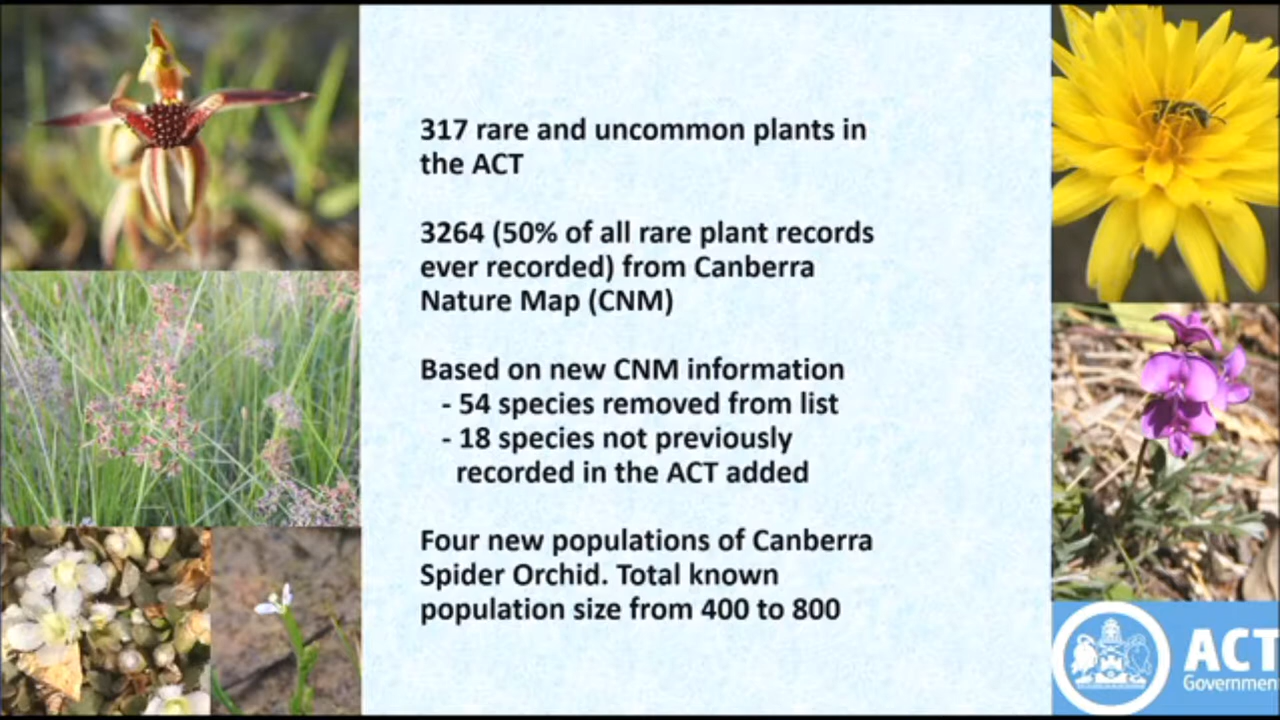 317 rare and uncommon plants in
the ACT
3264 (50% of all rare plant records
ever recorded) from Canberra
Nature Map (CNM)
Based on new CNM information
- 54 species removed from list
- 18 species not previously
recorded in the ACT added
Four new populations of Canberra
Spider Orchid. Total known
population size from 400 to 800
ACT
Governmen